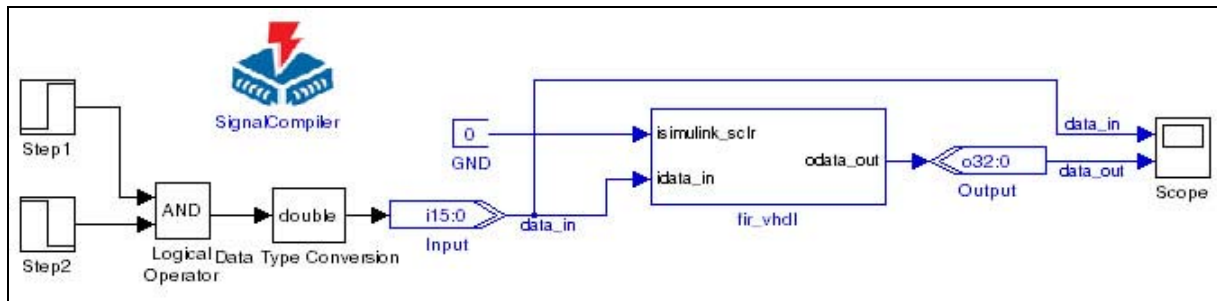 Step1
Step2
SignalCompiler
AND
Logical
Operator
double
Data Type Conversion
i15:0
Input
data_in
0
GND
isimulink_sclr
idata_in
odata_out
fir_vhdl
o32:0
Output
data_in
data_out
Scope